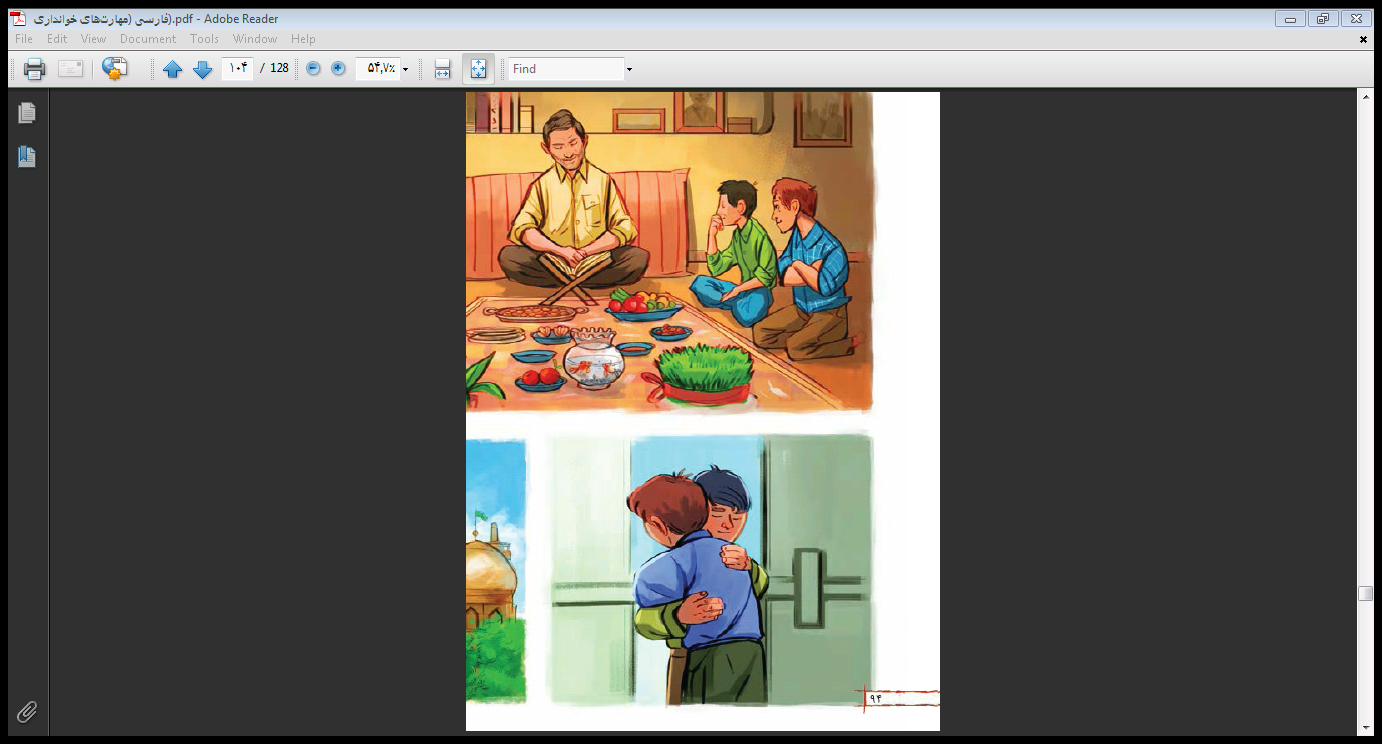 فارسی (مهارت‌های خوانداری).pdf - Adobe Reader
File Edit View Document Tools Window Help
۱۰۴ / 128 ۵۴,۷% Find
۹۴